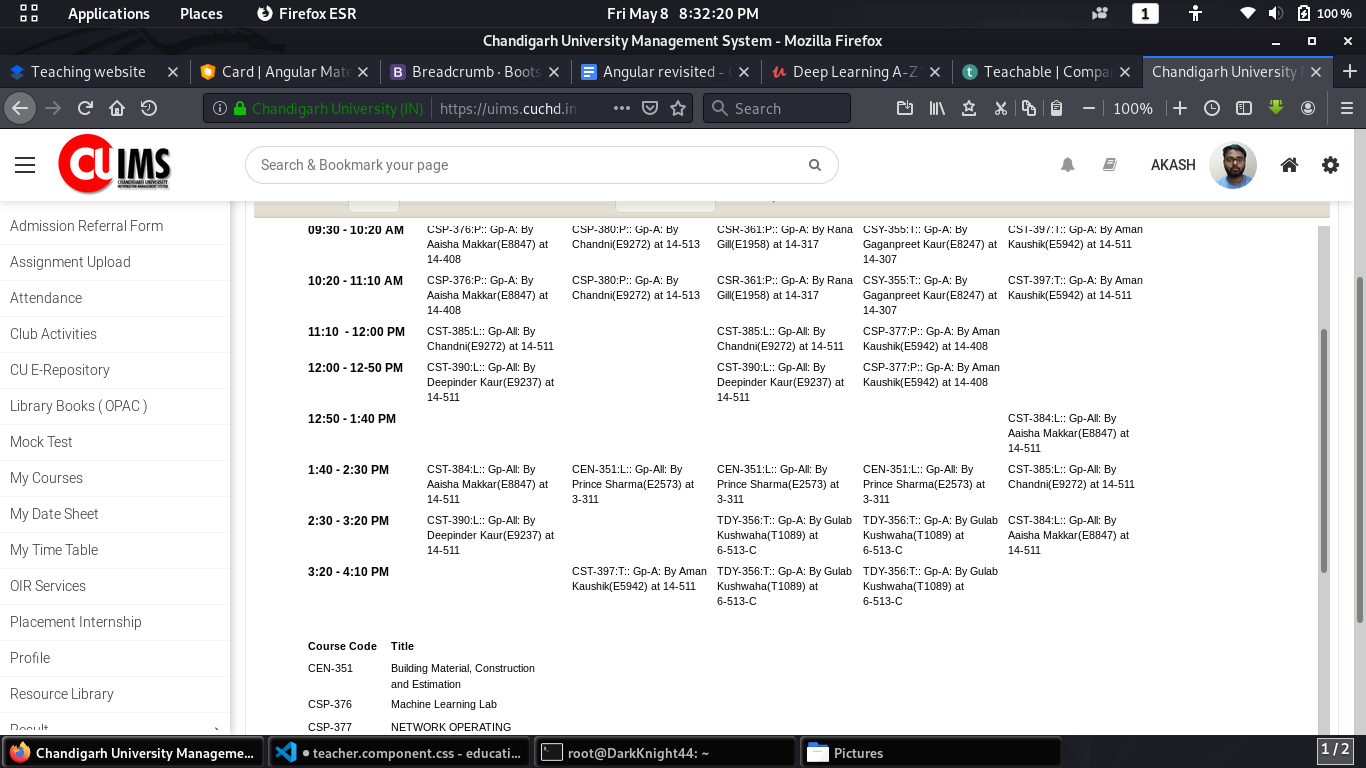 Applications Places Firefox ESR Fri May 8 8:32:20 PM 1 100 %
Chandigarh University Management System - Mozilla Firefox
Teaching website Card | Angular Mate Breadcrumb · Boots Angular revisited - Deep Learning A-Z Teachable | Compa Chandigarh University
Chandigarh University (IN) https://uims.cuchd.in Search 100%
CU IMS
CHANDIGARH UNIVERSITY
INFORMATION MANAGEMENT SYSTEM
Search & Bookmark your page
AKASH
Admission Referral Form
Assignment Upload
Attendance
Club Activities
CU E-Repository
Library Books ( OPAC )
Mock Test
My Courses
My Date Sheet
My Time Table
OIR Services
Placement Internship
Profile
Resource Library
Result
09:30 - 10:20 AM CSP-376:P:: Gp-A: By CSP-380:P:: Gp-A: By CSR-361:P:: Gp-A: By Rana CSY-355:T:: Gp-A: By CST-397:T:: Gp-A: By Aman
Aaisha Makkar(E8847) at Chandni(E9272) at 14-513 Gill(E1958) at 14-317 Gaganpreet Kaur(E8247) at Kaushik(E5942) at 14-511
14-408 14-307
10:20 - 11:10 AM CSP-376:P:: Gp-A: By CSP-380:P:: Gp-A: By CSR-361:P:: Gp-A: By Rana CSY-355:T:: Gp-A: By CST-397:T:: Gp-A: By Aman
Aaisha Makkar(E8847) at Chandni(E9272) at 14-513 Gill(E1958) at 14-317 Gaganpreet Kaur(E8247) at Kaushik(E5942) at 14-511
14-408 14-307
11:10 - 12:00 PM CST-385:L:: Gp-All: By CST-385:L:: Gp-All: By CSP-377:P:: Gp-A: By Aman
Chandni(E9272) at 14-511 Chandni(E9272) at 14-511 Kaushik(E5942) at 14-408
12:00 - 12-50 PM CST-390:L:: Gp-All: By CST-390:L:: Gp-All: By CSP-377:P:: Gp-A: By Aman
Deepinder Kaur(E9237) at Deepinder Kaur(E9237) at Kaushik(E5942) at 14-408
14-511 14-511
12:50 - 1:40 PM CST-384:L:: Gp-All: By
Aaisha Makkar(E8847) at
14-511
1:40 - 2:30 PM CST-384:L:: Gp-All: By CEN-351:L:: Gp-All: By CEN-351:L:: Gp-All: By CEN-351:L:: Gp-All: By CST-385:L:: Gp-All: By
Aaisha Makkar(E8847) at Prince Sharma(E2573) at Prince Sharma(E2573) at Prince Sharma(E2573) at Chandni(E9272) at 14-511
14-511 3-311 3-311 3-311
2:30 - 3:20 PM CST-390:L:: Gp-All: By TDY-356:T:: Gp-A: By Gulab TDY-356:T:: Gp-A: By Gulab CST-384:L:: Gp-All: By
Deepinder Kaur(E9237) at Kushwaha(T1089) at Kushwaha(T1089) at Aaisha Makkar(E8847) at
14-511 6-513-C 6-513-C 14-511
3:20 - 4:10 PM CST-397:T:: Gp-A: By Aman TDY-356:T:: Gp-A: By Gulab TDY-356:T:: Gp-A: By Gulab
Kaushik(E5942) at 14-511 Kushwaha(T1089) at Kushwaha(T1089) at
6-513-C 6-513-C
Course Code Title
CEN-351 Building Material, Construction
and Estimation
CSP-376 Machine Learning Lab
CSP-377 NETWORK OPERATING
Chandigarh University Manageme... • teacher.component.css - educati... root@DarkKnight44: ~ Pictures 1 / 2